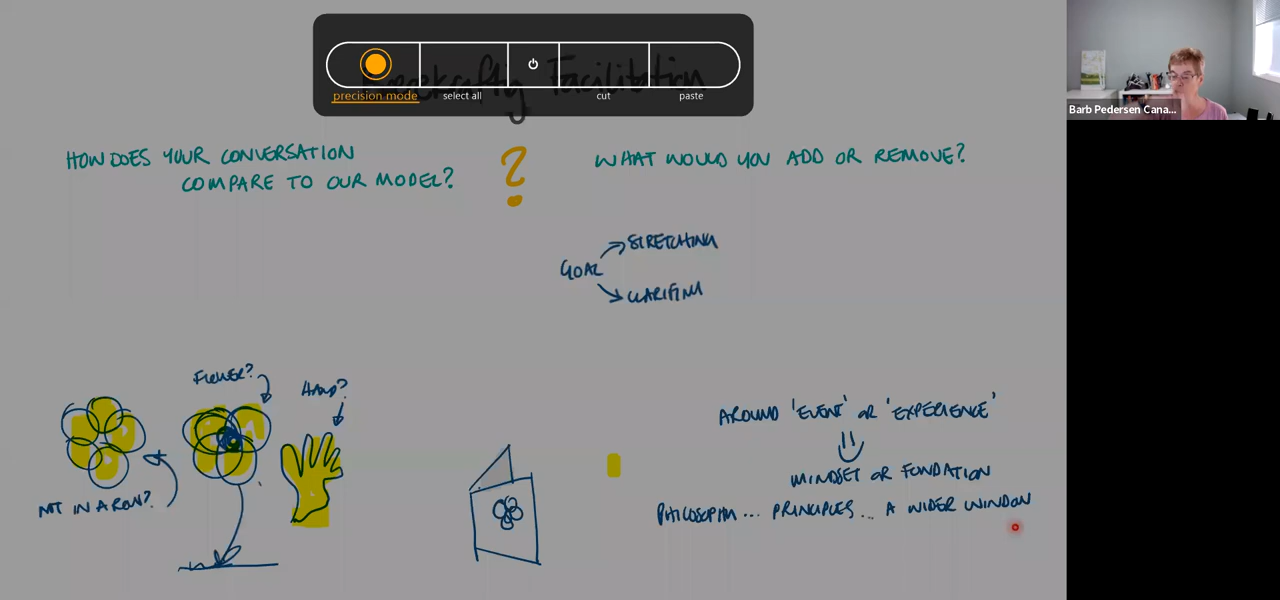 precision mode
select all
cut
paste
Facilitation
HOW DOES YOUR CONVERSATION
COMPARE TO OUR MODEL?
?
WHAT WOULD YOU ADD OR REMOVE?
GOAL
STRETCHING
CLARIFING
FLOWER?
HAND?
NOT IN A ROW?
AROUND 'EVENT' OR 'EXPERIENCE'
MINDSET OR FONDATION
PHILOSOPHY... PRINCIPLES... A WIDER WINDOW
Barb Pedersen Cana...